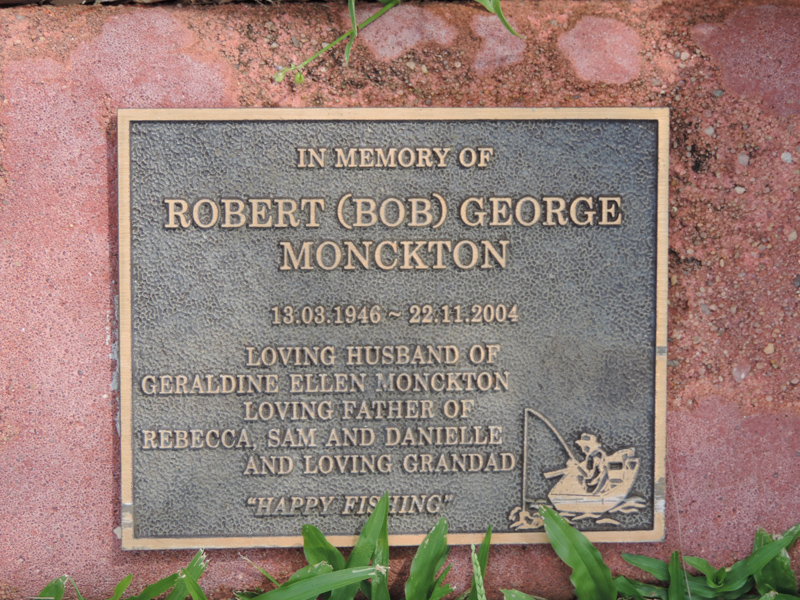 IN MEMORY OF
ROBERT (BOB) GEORGE
MONCKTON
13.03.1946 ~ 22.11.2004
LOVING HUSBAND OF
GERALDINE ELLEN MONCKTON
LOVING FATHER OF
REBECCA, SAM AND DANIELLE
AND LOVING GRANDAD
"HAPPY FISHING"